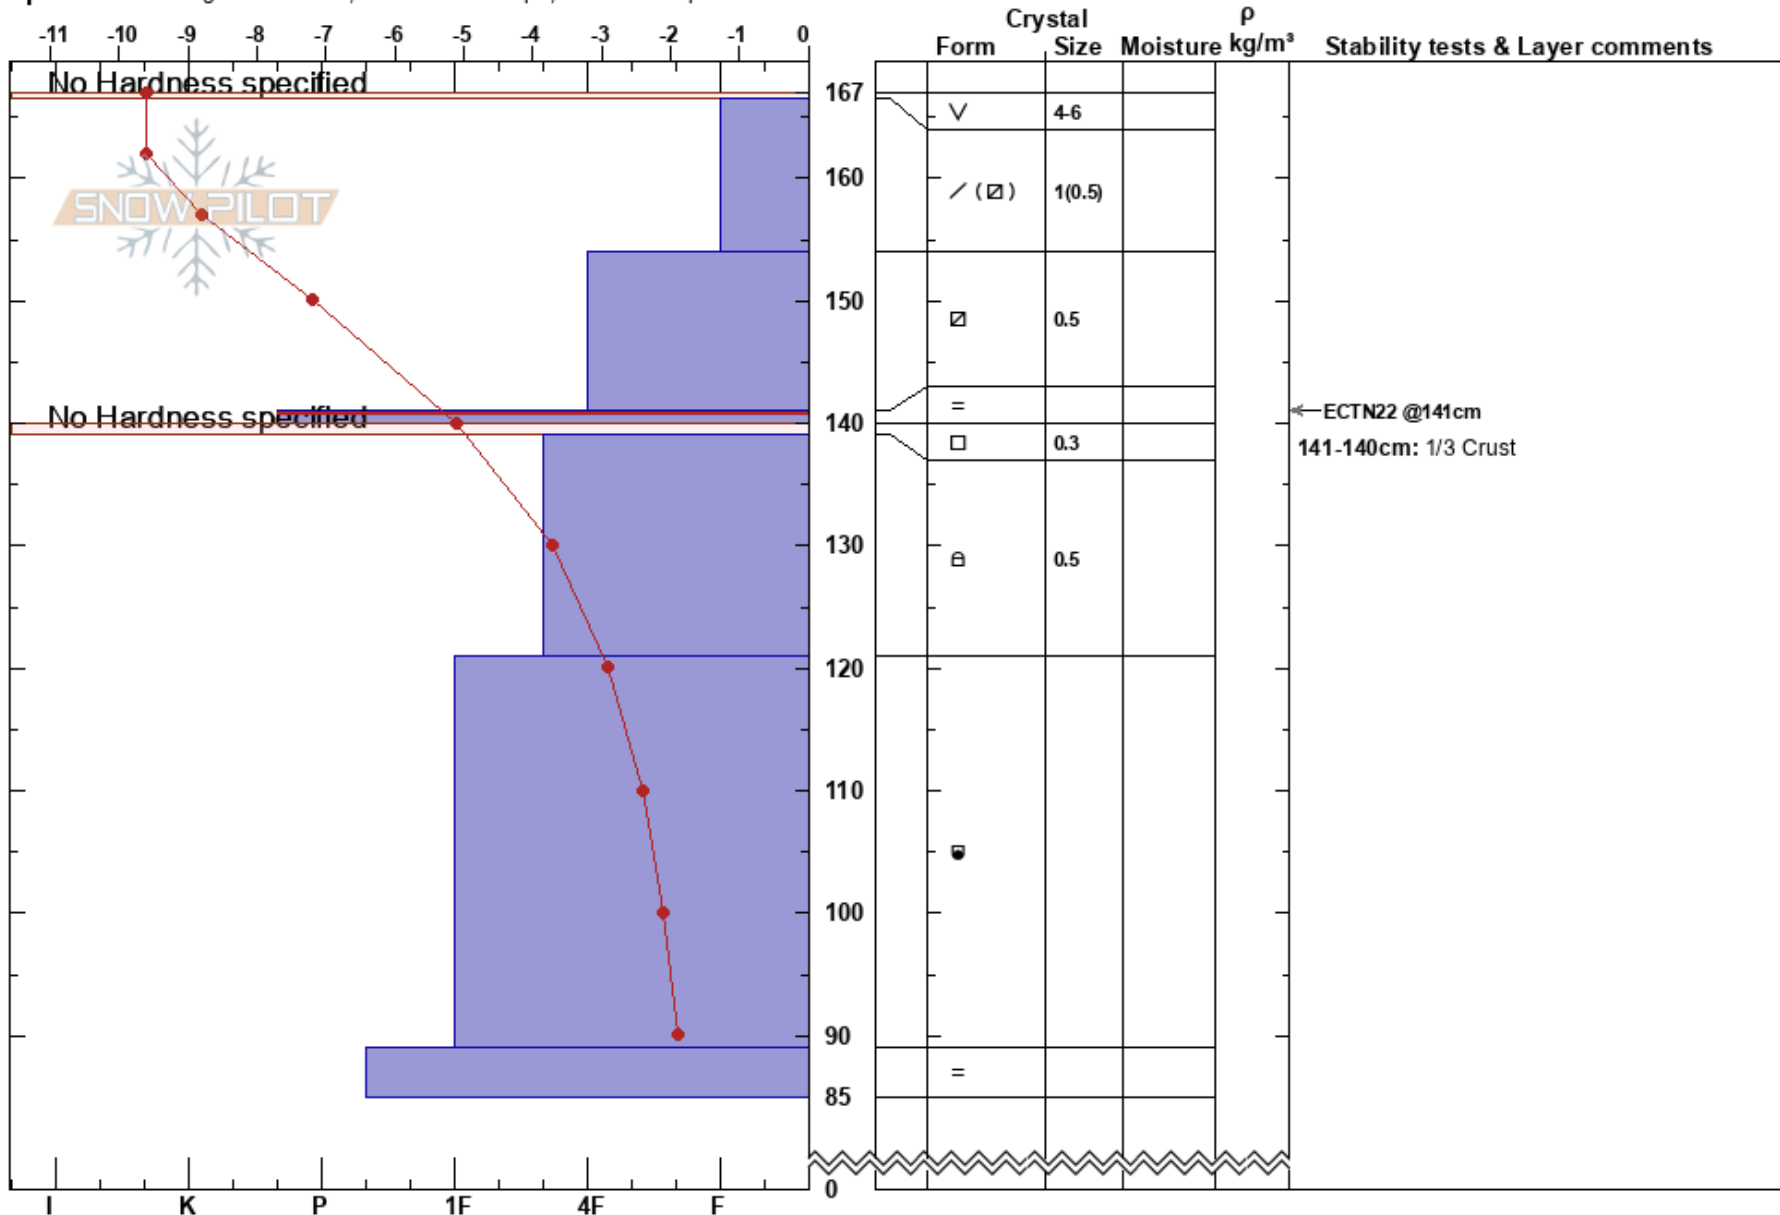 -11 -10 -9 -8 -7 -6 -5 -4 -3 -2 -1 0
Crystal
ρ
Form Size Moisture kg/m³ Stability tests & Layer comments
No Hardness specified
167
4-6
SNOW PILOT
160
1(0.5)
150
0.5
=
ECTN22 @141cm
No Hardness specified
140
0.3
141-140cm: 1/3 Crust
130
0.5
120
110
100
90
=
85
0
I K P 1F 4F F